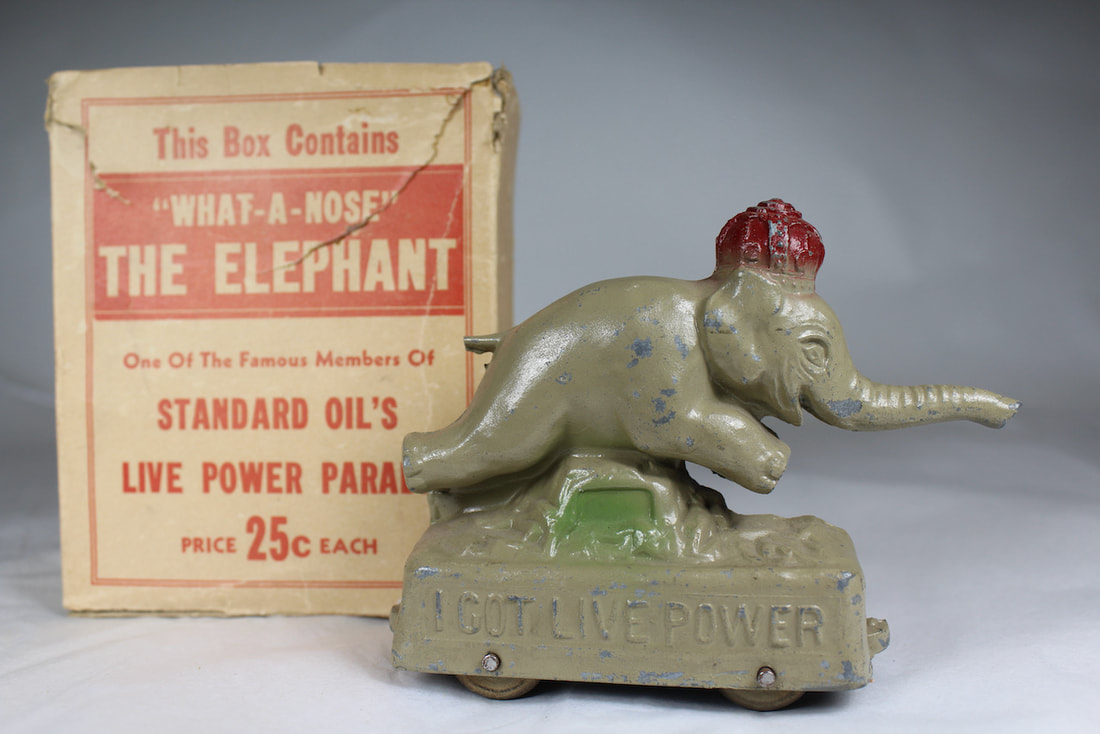 This Box Contains
"WHAT-A-NOSE"
THE ELEPHANT
One Of The Famous Members Of
STANDARD OIL'S
LIVE POWER
PRICE 25c EACH
I GOT LIVE POWER